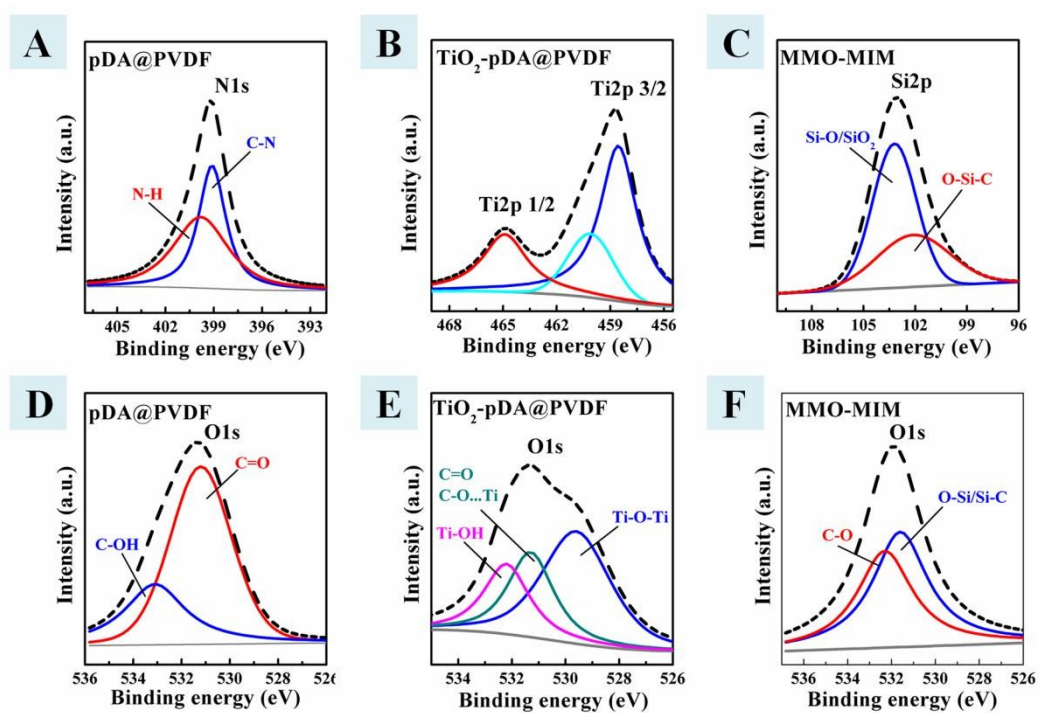 A
pDA@PVDF
N1s
C-N
N-H
Intensity (a.u.)
405 402 399 396 393
Binding energy (eV)
B
TiO2-pDA@PVDF
Ti2p 3/2
Ti2p 1/2
Intensity (a.u.)
468 465 462 459 456
Binding energy (eV)
C
MMO-MIM
Si2p
Si-O/SiO2
O-Si-C
Intensity (a.u.)
108 105 102 99 96
Binding energy (eV)
D
pDA@PVDF
O1s
C=O
C-OH
Intensity (a.u.)
536 534 532 530 528 526
Binding energy (eV)
E
TiO2-pDA@PVDF
O1s
C=O
C-O...Ti
Ti-OH
Ti-O-Ti
Intensity (a.u.)
534 532 530 528 526
Binding energy (eV)
F
MMO-MIM
O1s
O-Si/Si-C
C-O
Intensity (a.u.)
536 534 532 530 528 526
Binding energy (eV)